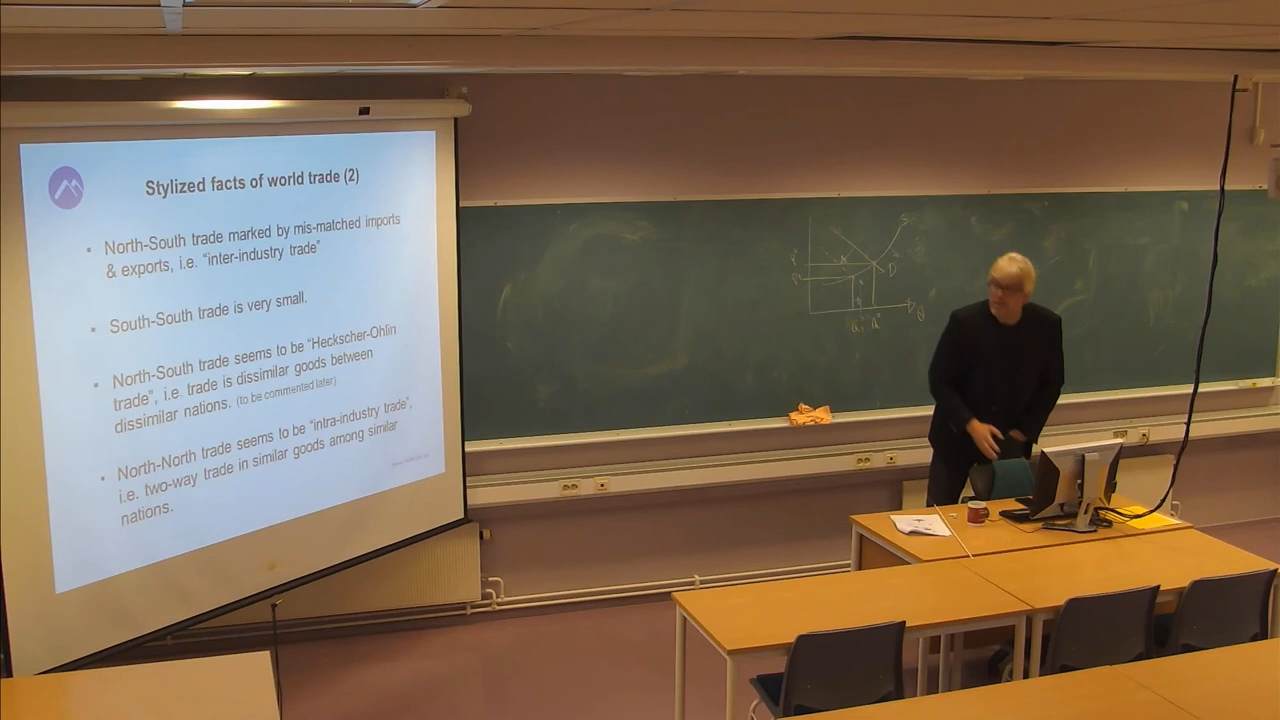 Stylized facts of world trade (2)
• North-South trade marked by mis-matched imports
& exports, i.e. “inter-industry trade”
• South-South trade is very small.
• North-South trade seems to be “Heckscher-Ohlin
trade”, i.e. trade is dissimilar goods between
dissimilar nations. (to be commented later)
• North-North trade seems to be “intra-industry trade”,
i.e. two-way trade in similar goods among similar
nations.
D